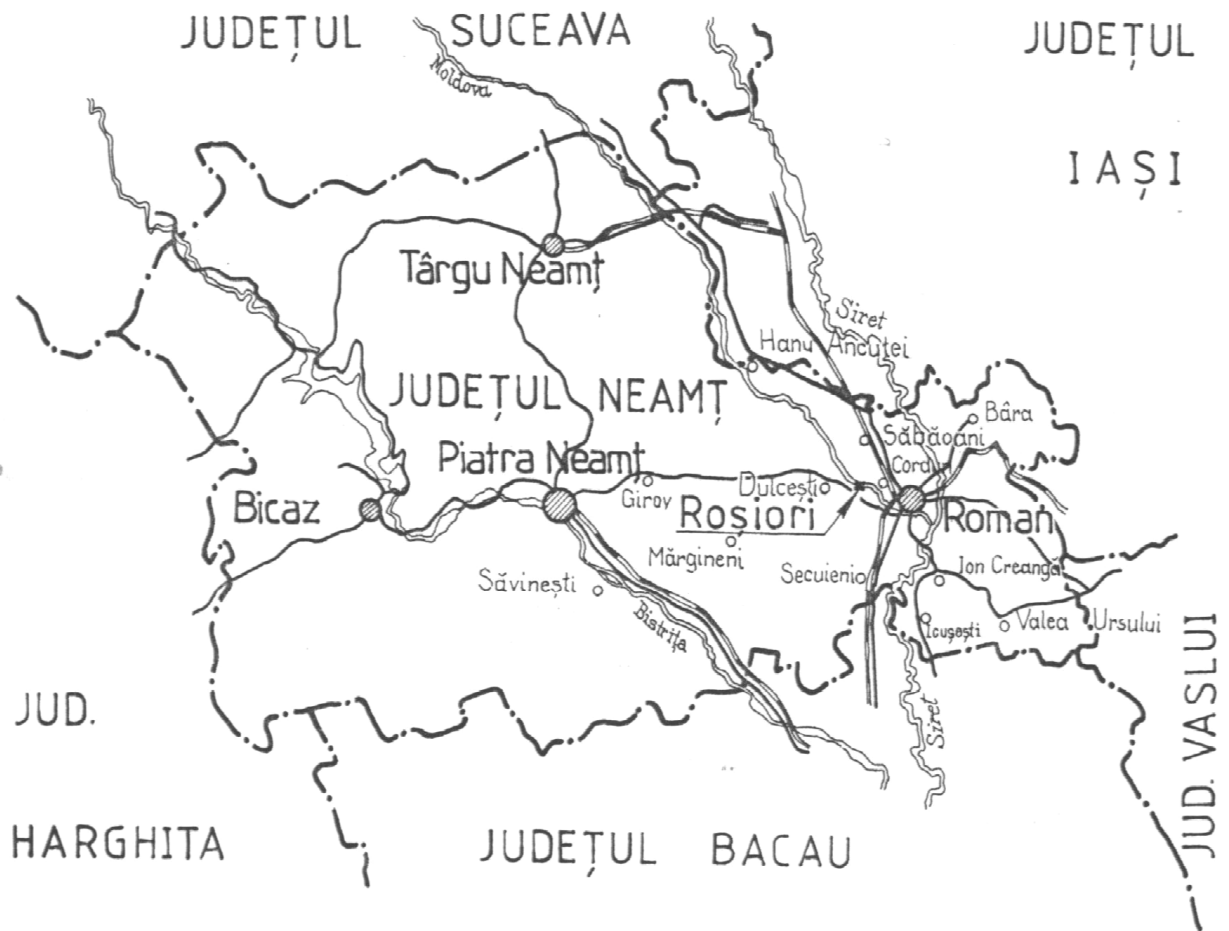 JUDEȚUL SUCEAVA
JUDEȚUL
IAȘI
Moldova
Târgu Neamț
Siret
Hanu Ancuței
JUDEȚUL NEAMȚ
Bâra
Săbăoani
Piatra Neamț
Cordun
Girov
Dulcești
Bicaz
Roșiori
Roman
Mărgineni
Secuieni
Ion Creangă
Săvinești
Bistrița
Icușești
Valea Ursului
JUD.
HARGHITA
Siret
JUD. VASLUI
JUDEȚUL BACAU